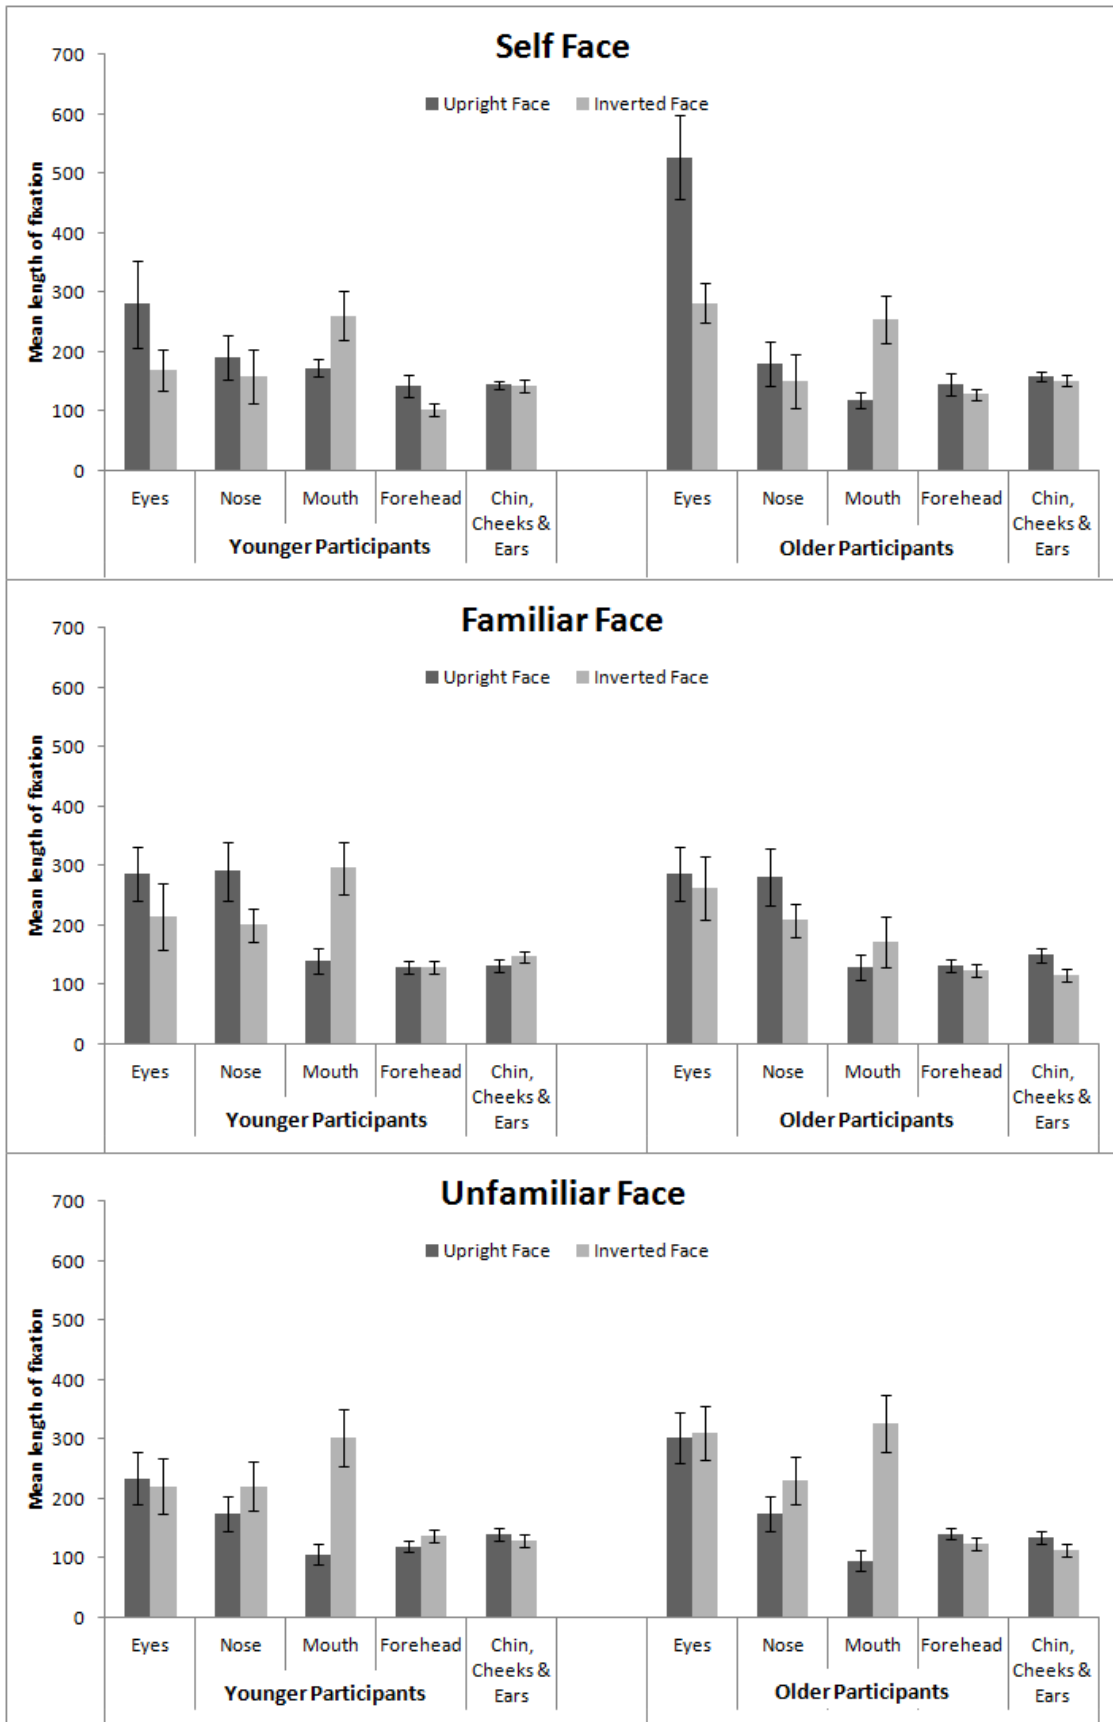 Self Face
Upright Face Inverted Face
Mean length of fixation
700
600
500
400
300
200
100
0
Eyes Nose Mouth Forehead Chin, Cheeks & Ears
Younger Participants
Eyes Nose Mouth Forehead Chin, Cheeks & Ears
Older Participants
Familiar Face
Upright Face Inverted Face
Mean length of fixation
700
600
500
400
300
200
100
0
Eyes Nose Mouth Forehead Chin, Cheeks & Ears
Younger Participants
Eyes Nose Mouth Forehead Chin, Cheeks & Ears
Older Participants
Unfamiliar Face
Upright Face Inverted Face
Mean length of fixation
700
600
500
400
300
200
100
0
Eyes Nose Mouth Forehead Chin, Cheeks & Ears
Younger Participants
Eyes Nose Mouth Forehead Chin, Cheeks & Ears
Older Participants